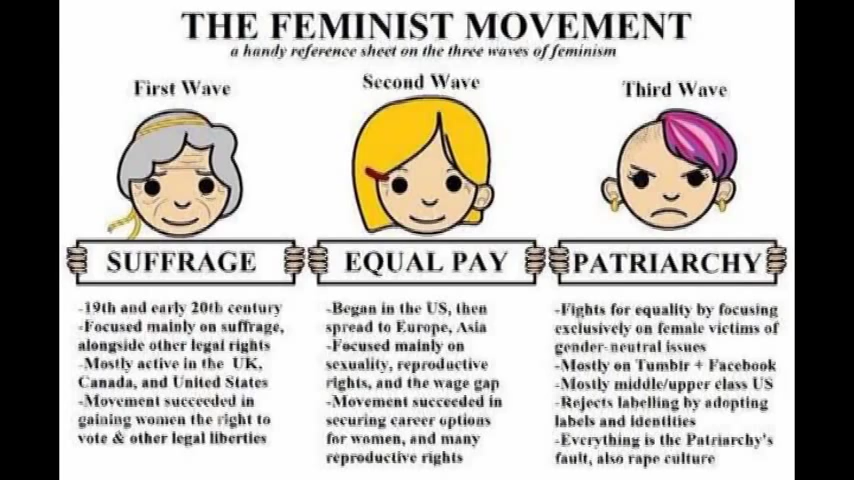 THE FEMINIST MOVEMENT
a handy reference sheet on the three waves of feminism
First Wave
SUFFRAGE
-19th and early 20th century
-Focused mainly on suffrage,
alongside other legal rights
-Mostly active in the UK,
Canada, and United States
-Movement succeeded in
gaining women the right to
vote & other legal liberties
Second Wave
EQUAL PAY
-Began in the US, then
spread to Europe, Asia
-Focused mainly on
sexuality, reproductive
rights, and the wage gap
-Movement succeeded in
securing career options
for women, and many
reproductive rights
Third Wave
PATRIARCHY
-Fights for equality by focusing
exclusively on female victims of
gender-neutral issues
-Mostly on Tumblr + Facebook
-Mostly middle/upper class US
-Rejects labelling by adopting
labels and identities
-Everything is the Patriarchy's
fault, also rape culture